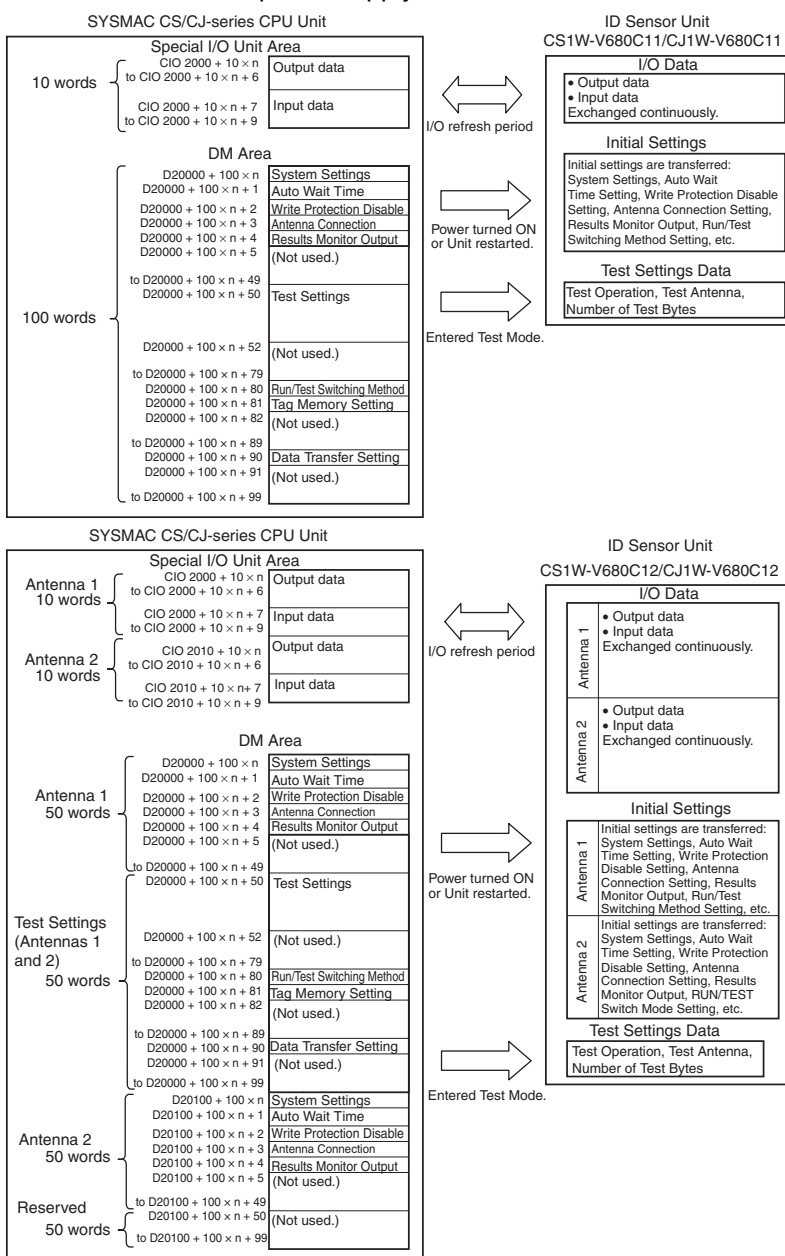 SYSMAC CS/CJ-series CPU Unit
ID Sensor Unit
CS1W-V680C11/CJ1W-V680C11
Special I/O Unit Area
10 words
CIO 2000 + 10 × n
to CIO 2000 + 10 × n + 6
Output data
CIO 2000 + 10 × n + 7
to CIO 2000 + 10 × n + 9
Input data
I/O refresh period
I/O Data
• Output data
• Input data
Exchanged continuously.
DM Area
100 words
D20000 + 100 × n
System Settings
D20000 + 100 × n + 1
Auto Wait Time
D20000 + 100 × n + 2
Write Protection Disable
D20000 + 100 × n + 3
Antenna Connection
D20000 + 100 × n + 4
Results Monitor Output
D20000 + 100 × n + 5
(Not used.)
to D20000 + 100 × n + 49
D20000 + 100 × n + 50
Test Settings
D20000 + 100 × n + 52
(Not used.)
to D20000 + 100 × n + 79
D20000 + 100 × n + 80
Run/Test Switching Method
D20000 + 100 × n + 81
Tag Memory Setting
D20000 + 100 × n + 82
(Not used.)
to D20000 + 100 × n + 89
D20000 + 100 × n + 90
Data Transfer Setting
D20000 + 100 × n + 91
(Not used.)
to D20000 + 100 × n + 99
Power turned ON
or Unit restarted.
Entered Test Mode.
Initial Settings
Initial settings are transferred:
System Settings, Auto Wait
Time Setting, Write Protection Disable
Setting, Antenna Connection Setting,
Results Monitor Output, Run/Test
Switching Method Setting, etc.
Test Settings Data
Test Operation, Test Antenna,
Number of Test Bytes
SYSMAC CS/CJ-series CPU Unit
ID Sensor Unit
CS1W-V680C12/CJ1W-V680C12
Special I/O Unit Area
Antenna 1
10 words
CIO 2000 + 10 × n
to CIO 2000 + 10 × n + 6
Output data
CIO 2000 + 10 × n + 7
to CIO 2000 + 10 × n + 9
Input data
Antenna 2
10 words
CIO 2010 + 10 × n
to CIO 2010 + 10 × n + 6
Output data
CIO 2010 + 10 × n+ 7
to CIO 2010 + 10 × n + 9
Input data
I/O refresh period
I/O Data
Antenna 1
• Output data
• Input data
Exchanged continuously.
Antenna 2
• Output data
• Input data
Exchanged continuously.
DM Area
Antenna 1
50 words
D20000 + 100 × n
System Settings
D20000 + 100 × n + 1
Auto Wait Time
D20000 + 100 × n + 2
Write Protection Disable
D20000 + 100 × n + 3
Antenna Connection
D20000 + 100 × n + 4
Results Monitor Output
D20000 + 100 × n + 5
(Not used.)
to D20000 + 100 × n + 49
Test Settings
(Antennas 1
and 2)
50 words
D20000 + 100 × n + 50
Test Settings
D20000 + 100 × n + 52
(Not used.)
to D20000 + 100 × n + 79
D20000 + 100 × n + 80
Run/Test Switching Method
D20000 + 100 × n + 81
Tag Memory Setting
D20000 + 100 × n + 82
(Not used.)
to D20000 + 100 × n + 89
D20000 + 100 × n + 90
Data Transfer Setting
D20000 + 100 × n + 91
(Not used.)
to D20000 + 100 × n + 99
Antenna 2
50 words
D20100 + 100 × n
System Settings
D20100 + 100 × n + 1
Auto Wait Time
D20100 + 100 × n + 2
Write Protection Disable
D20100 + 100 × n + 3
Antenna Connection
D20100 + 100 × n + 4
Results Monitor Output
D20100 + 100 × n + 5
(Not used.)
to D20100 + 100 × n + 49
Reserved
50 words
D20100 + 100 × n + 50
(Not used.)
to D20100 + 100 × n + 99
Power turned ON
or Unit restarted.
Entered Test Mode.
Initial Settings
Antenna 1
Initial settings are transferred:
System Settings, Auto Wait
Time Setting, Write Protection
Disable Setting, Antenna
Connection Setting, Results
Monitor Output, Run/Test
Switching Method Setting, etc.
Antenna 2
Initial settings are transferred:
System Settings, Auto Wait
Time Setting, Write Protection
Disable Setting, Antenna
Connection Setting, Results
Monitor Output, RUN/TEST
Switch Mode Setting, etc.
Test Settings Data
Test Operation, Test Antenna,
Number of Test Bytes